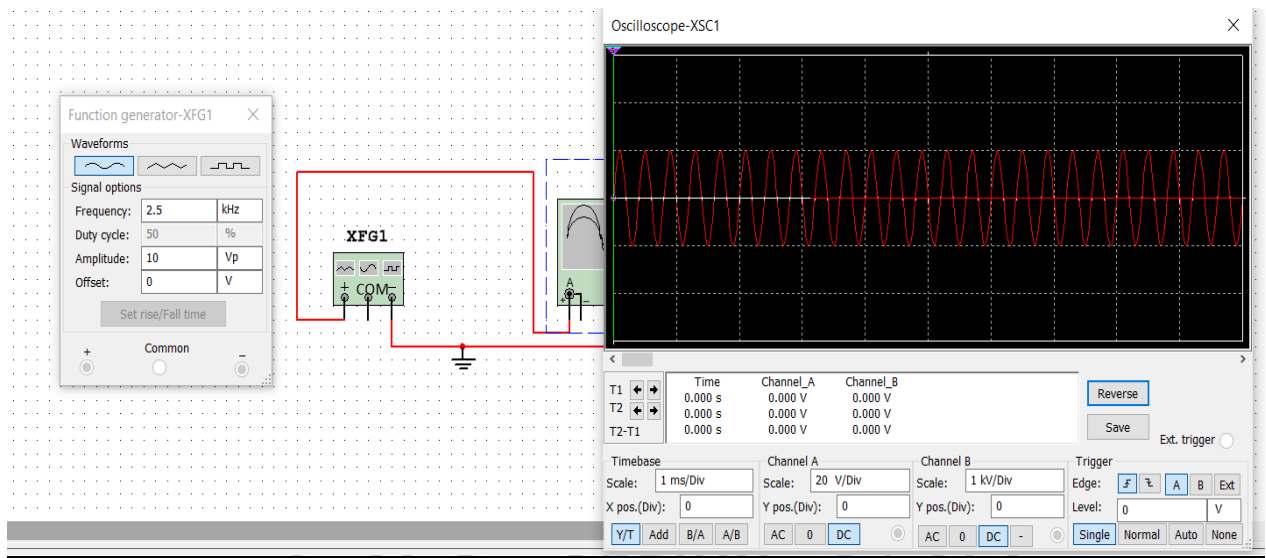 Function generator-XFG1
Waveforms
Signal options
Frequency: 2.5 kHz
Duty cycle: 50 %
Amplitude: 10 Vp
Offset: 0 V
Set rise/Fall time
+ Common −
XFG1
+ COM −
A
+ −
Oscilloscope-XSC1
T1
T2
T2-T1
Time Channel_A Channel_B
0.000 s 0.000 V 0.000 V
0.000 s 0.000 V 0.000 V
0.000 s 0.000 V 0.000 V
Reverse
Save
Ext. trigger
Timebase
Scale: 1 ms/Div
X pos.(Div): 0
Y/T Add B/A A/B
Channel A
Scale: 20 V/Div
Y pos.(Div): 0
AC 0 DC
Channel B
Scale: 1 kV/Div
Y pos.(Div): 0
AC 0 DC -
Trigger
Edge: A B Ext
Level: 0 V
Single Normal Auto None